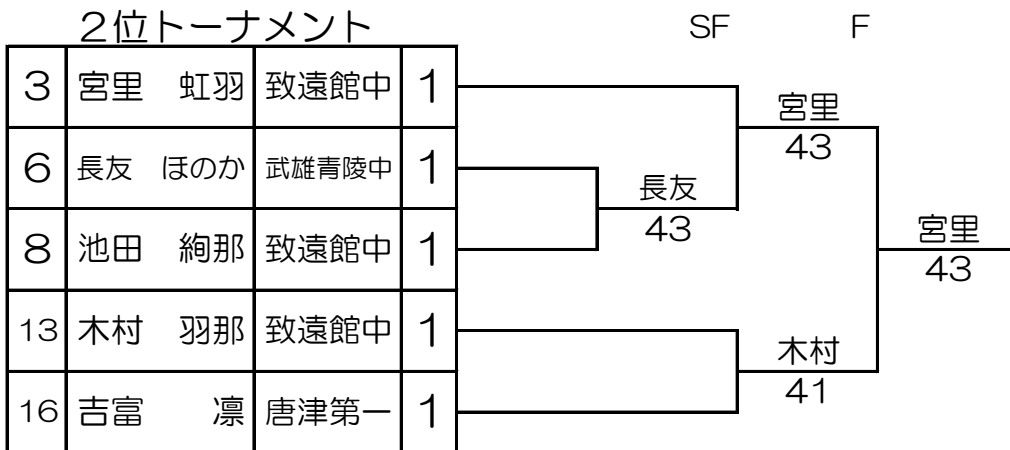 ２位トーナメント SF F
3 宮里 虹羽 致遠館中 1
宮里
43
6 長友 ほのか 武雄青陵中 1
長友
43
8 池田 絢那 致遠館中 1
宮里
43
13 木村 羽那 致遠館中 1
木村
41
16 吉富 凛 唐津第一 1